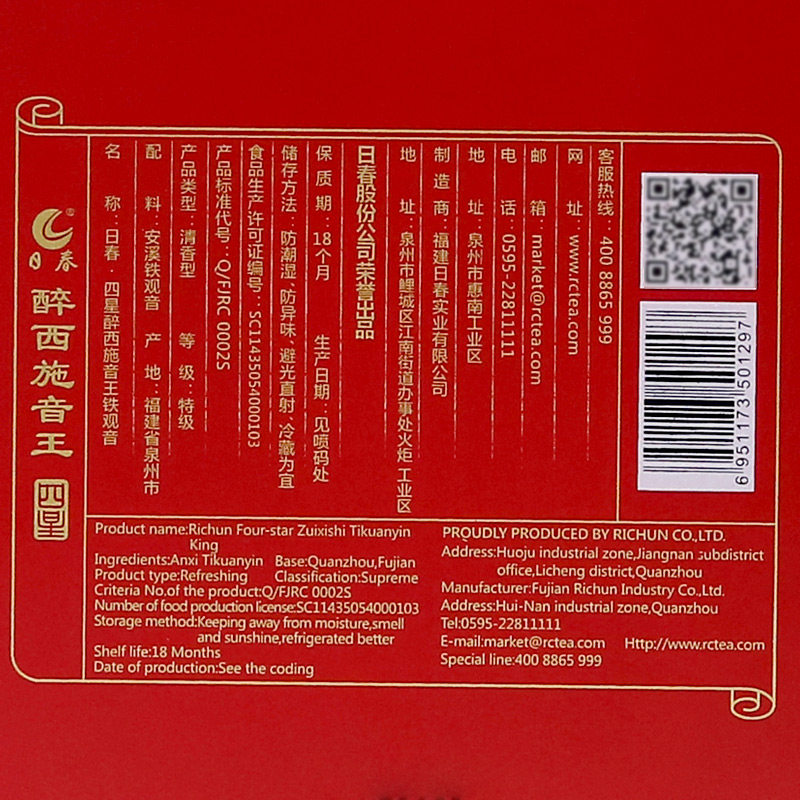 日春
®
醉西施音王
四星
名 称:日春·四星醉西施音王铁观音
配 料:安溪铁观音 产 地:福建省泉州市
产品类型:清香型 等 级:特级
产品标准代号:Q/FJRC 0002S
食品生产许可证编号:SC11435054000103
储存方法:防潮湿、防异味、避光直射、冷藏为宜
保 质 期:18个月 生产日期:见喷码处
日春股份公司荣誉出品
地 址:泉州市鲤城区江南街道办事处火炬工业区
制 造 商:福建日春实业有限公司
地 址:泉州市惠南工业区
电 话:0595-22811111
邮 箱:market@rctea.com
网 址:www.rctea.com
客服热线:400 8865 999
6 951173 501297
Product name:Richun Four-star Zuixishi Tikuanyin
King
Ingredients:Anxi Tikuanyin Base:Quanzhou,Fujian
Product type:Refreshing Classification:Supreme
Criteria No.of the product:Q/FJRC 0002S
Number of food production license:SC11435054000103
Storage method:Keeping away from moisture,smell
and sunshine,refrigerated better
Shelf life:18 Months
Date of production:See the coding
PROUDLY PRODUCED BY RICHUN CO.,LTD.
Address:Huoju industrial zone,Jiangnan subdistrict
office,Licheng district,Quanzhou
Manufacturer:Fujian Richun Industry Co.,Ltd.
Address:Hui-Nan industrial zone,Quanzhou
Tel:0595-22811111
E-mail:market@rctea.com Http://www.rctea.com
Special line:400 8865 999